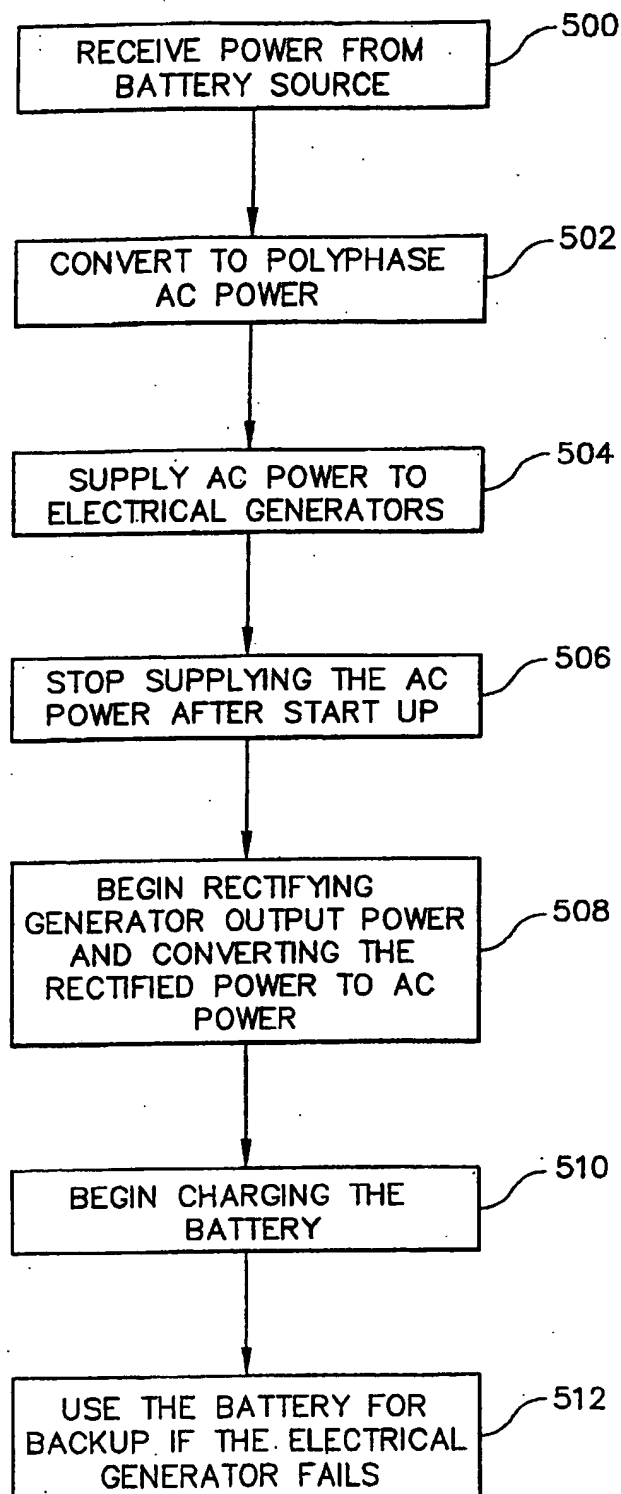 RECEIVE POWER FROM
BATTERY SOURCE
500
CONVERT TO POLYPHASE
AC POWER
502
SUPPLY AC POWER TO
ELECTRICAL GENERATORS
504
STOP SUPPLYING THE AC
POWER AFTER START UP
506
BEGIN RECTIFYING
GENERATOR OUTPUT POWER
AND CONVERTING THE
RECTIFIED POWER TO AC
POWER
508
BEGIN CHARGING THE
BATTERY
510
USE THE BATTERY FOR
BACKUP IF THE ELECTRICAL
GENERATOR FAILS
512